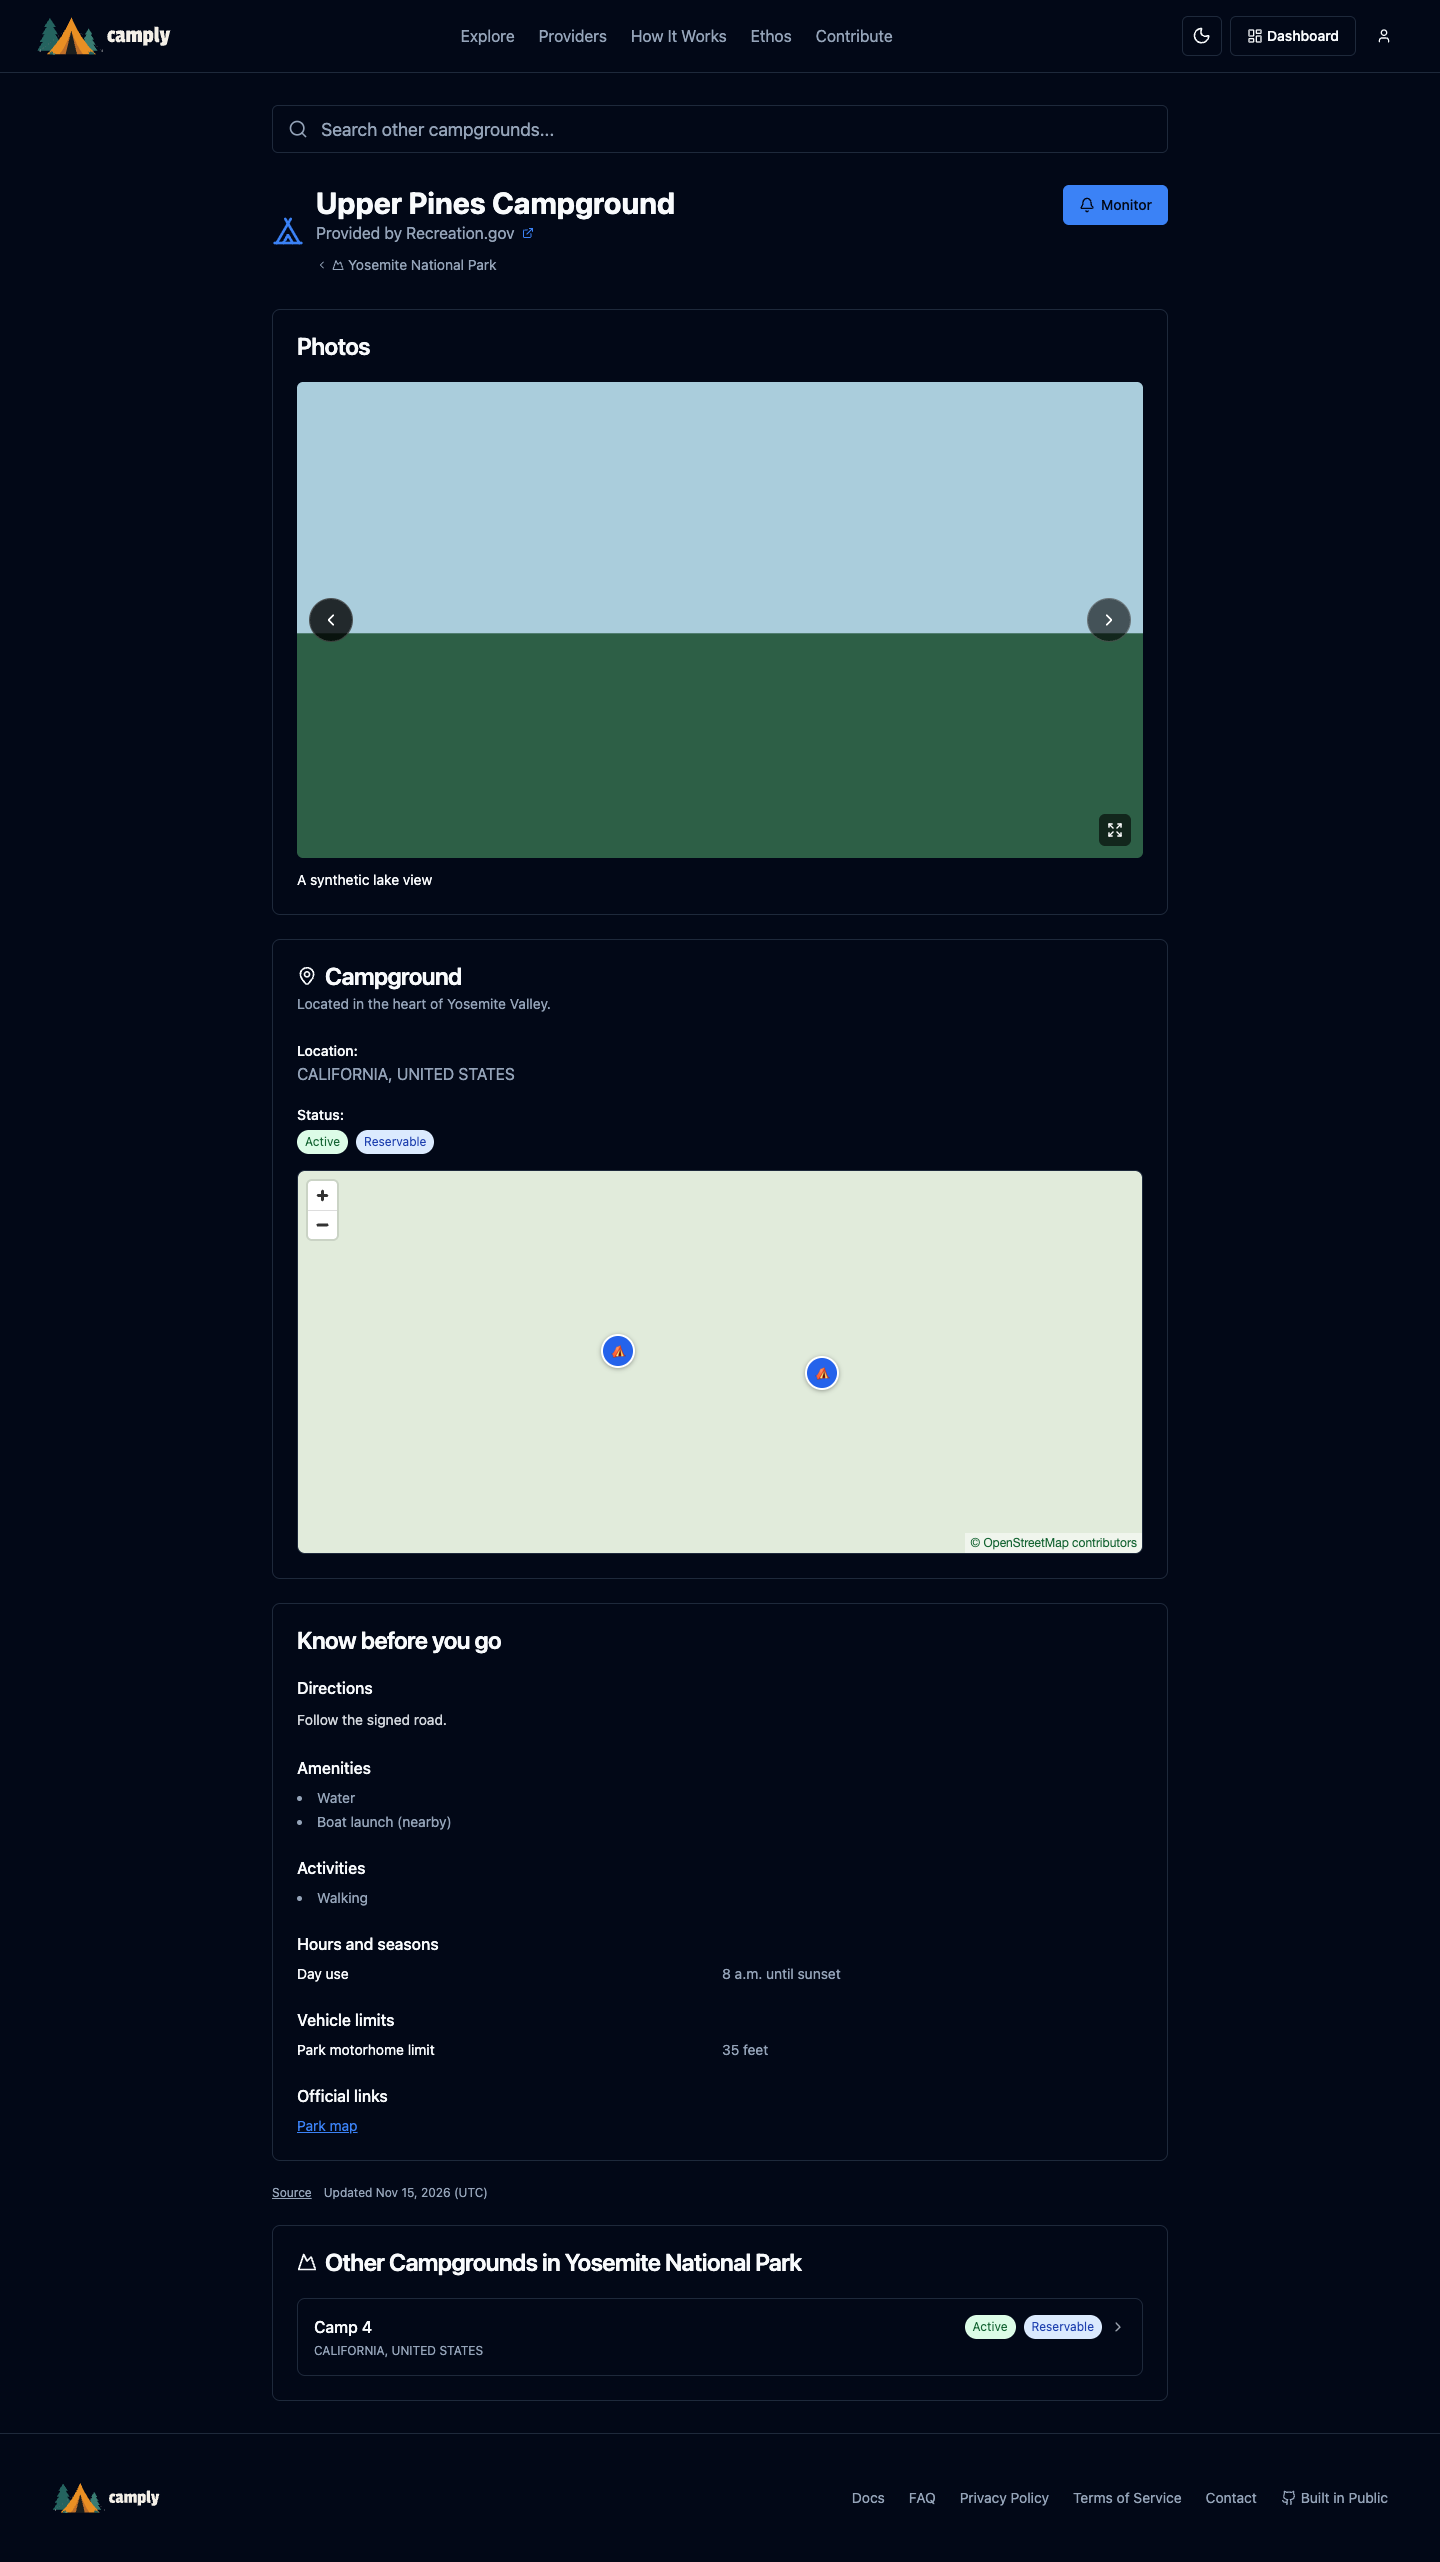 camply
Explore Providers How It Works Ethos Contribute
Dashboard
Search other campgrounds...
Upper Pines Campground
Monitor
Provided by Recreation.gov
Yosemite National Park
Photos
A synthetic lake view
Campground
Located in the heart of Yosemite Valley.
Location:
CALIFORNIA, UNITED STATES
Status:
Active Reservable
+
−
© OpenStreetMap contributors
Know before you go
Directions
Follow the signed road.
Amenities
• Water
• Boat launch (nearby)
Activities
• Walking
Hours and seasons
Day use 8 a.m. until sunset
Vehicle limits
Park motorhome limit 35 feet
Official links
Park map
Source Updated Nov 15, 2026 (UTC)
Other Campgrounds in Yosemite National Park
Camp 4 Active Reservable
CALIFORNIA, UNITED STATES
camply
Docs FAQ Privacy Policy Terms of Service Contact Built in Public